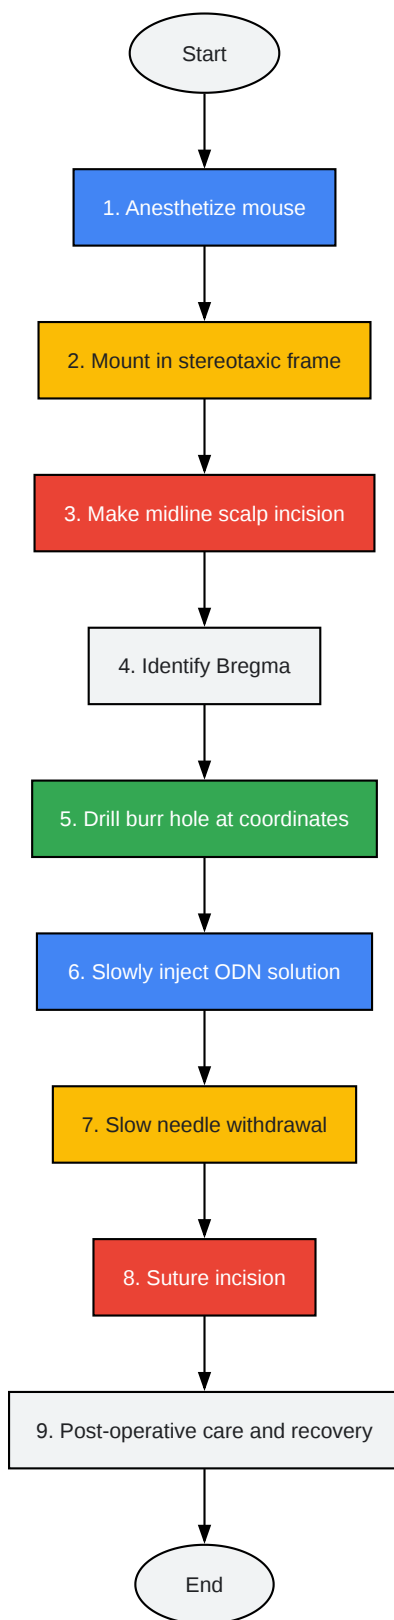 Start
1. Anesthetize mouse
2. Mount in stereotaxic frame
3. Make midline scalp incision
4. Identify Bregma
5. Drill burr hole at coordinates
6. Slowly inject ODN solution
7. Slow needle withdrawal
8. Suture incision
9. Post-operative care and recovery
End